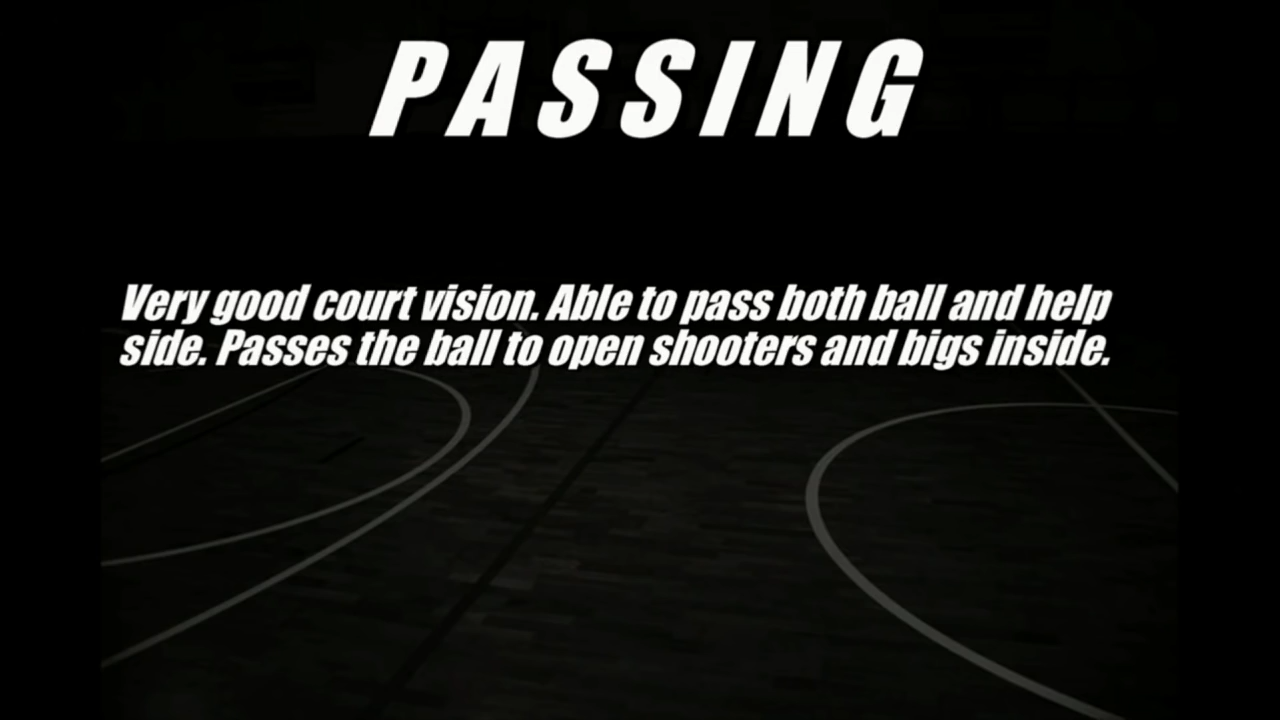 PASSING
Very good court vision. Able to pass both ball and help
side. Passes the ball to open shooters and bigs inside.